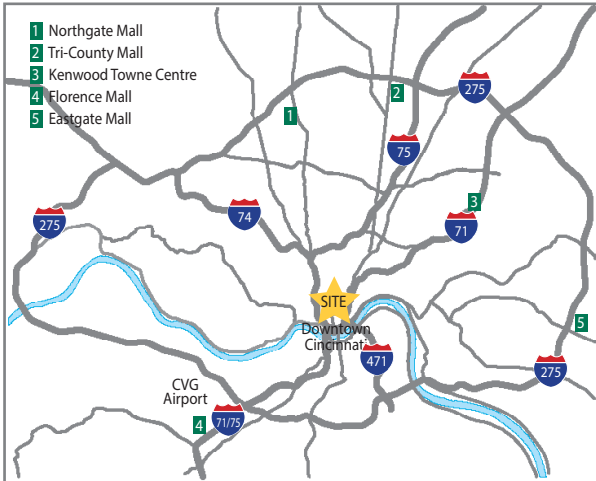 1 Northgate Mall
2 Tri-County Mall
3 Kenwood Towne Centre
4 Florence Mall
5 Eastgate Mall
2
275
1
75
3
74
275
71
SITE
Downtown
Cincinnati
5
471
275
CVG
Airport
4
71/75